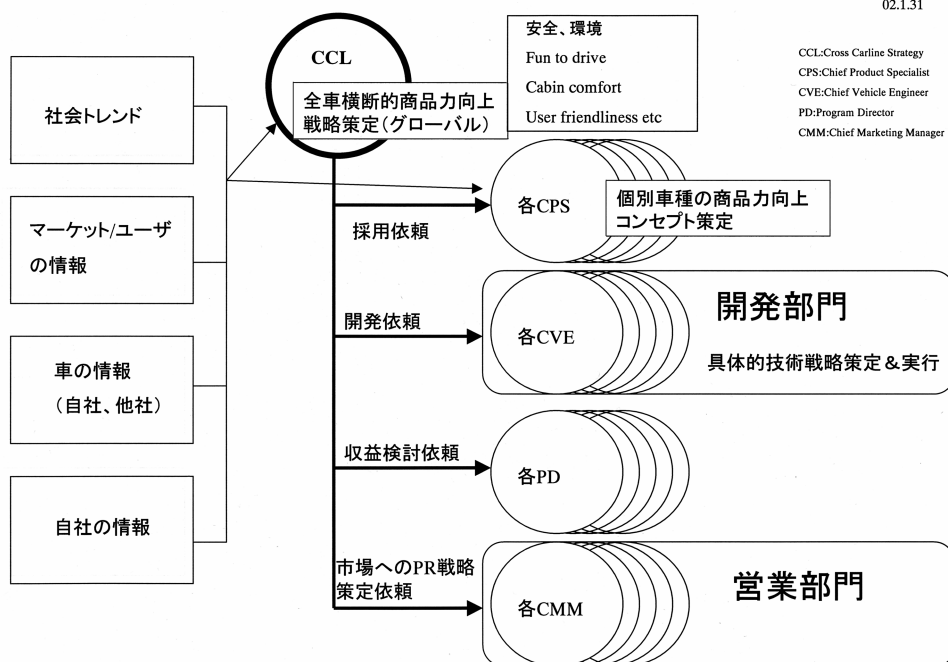 02.1.31
社会トレンド
マーケット/ユーザ
の情報
車の情報
（自社、他社）
自社の情報
CCL
全車横断的商品力向上
戦略策定（グローバル）
安全、環境
Fun to drive
Cabin comfort
User friendliness etc
CCL:Cross Carline Strategy
CPS:Chief Product Specialist
CVE:Chief Vehicle Engineer
PD:Program Director
CMM:Chief Marketing Manager
採用依頼
各CPS
個別車種の商品力向上
コンセプト策定
開発依頼
各CVE
開発部門
具体的技術戦略策定＆実行
収益検討依頼
各PD
市場へのPR戦略
策定依頼
各CMM
営業部門